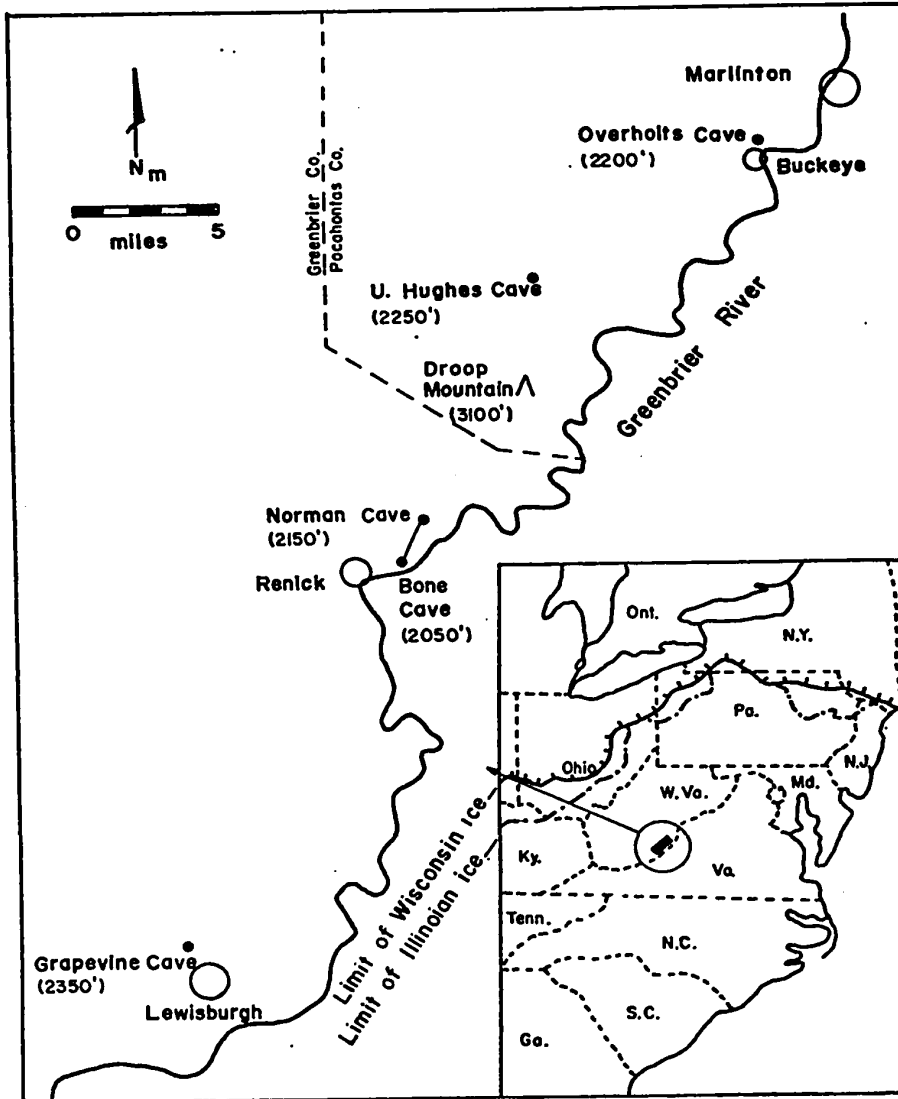 Marlinton
Overholts Cave
(2200')
Buckeye
N m
0 5
miles
Greenbrier Co.
Pocahontas Co.
U. Hughes Cave
(2250')
Greenbrier River
Droop
Mountain
(3100')
Norman Cave
(2150')
Renick
Bone
Cave
(2050')
Grapevine Cave
(2350')
Lewisburgh
Limit of Wisconsin Ice
Limit of Illinoian ice
Ont.
N.Y.
Pa.
N.J.
Ohio
W. Va.
Md.
Ky.
Va.
Tenn.
N.C.
S.C.
Ga.